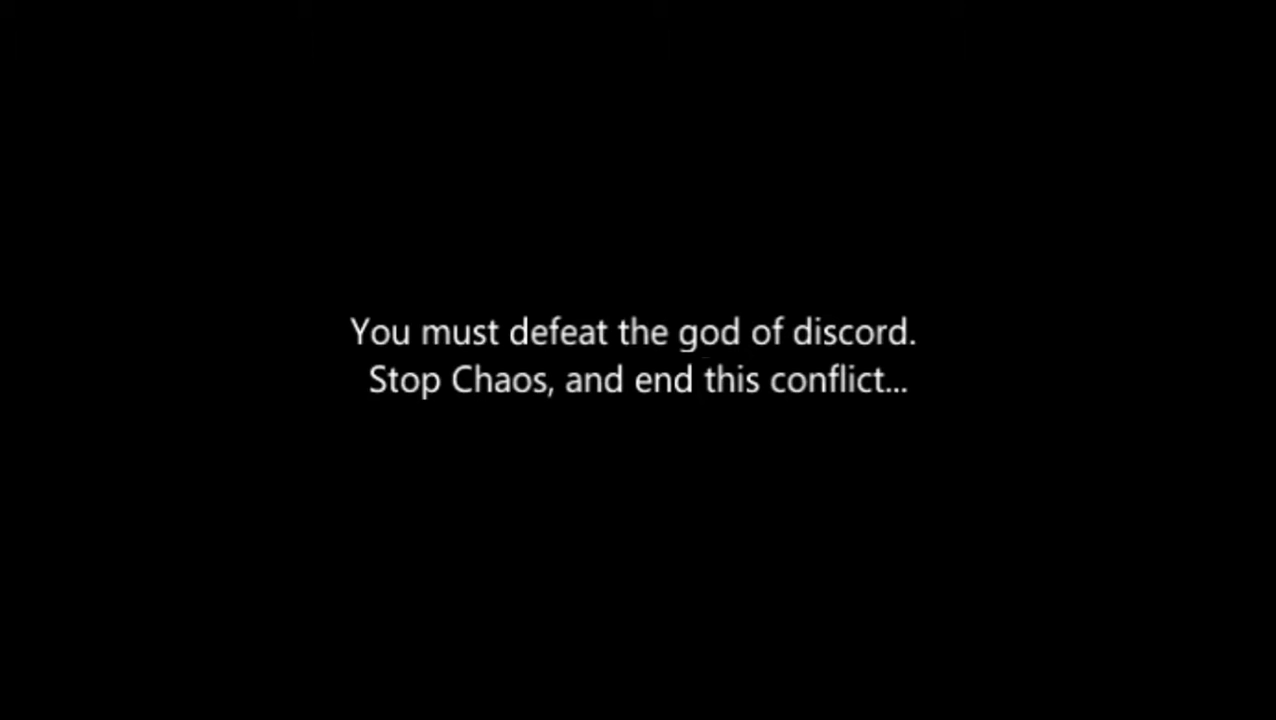 You must defeat the god of discord.
Stop Chaos, and end this conflict...